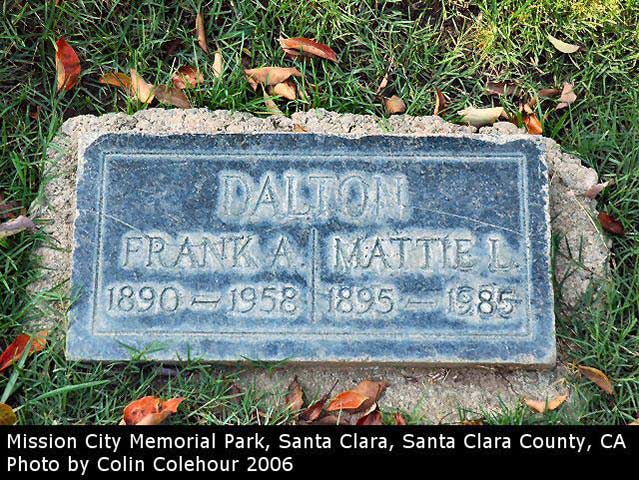 DALTON
FRANK A. MATTIE L.
1890 — 1958 1895 — 1985
Mission City Memorial Park, Santa Clara, Santa Clara County, CA
Photo by Colin Colehour 2006